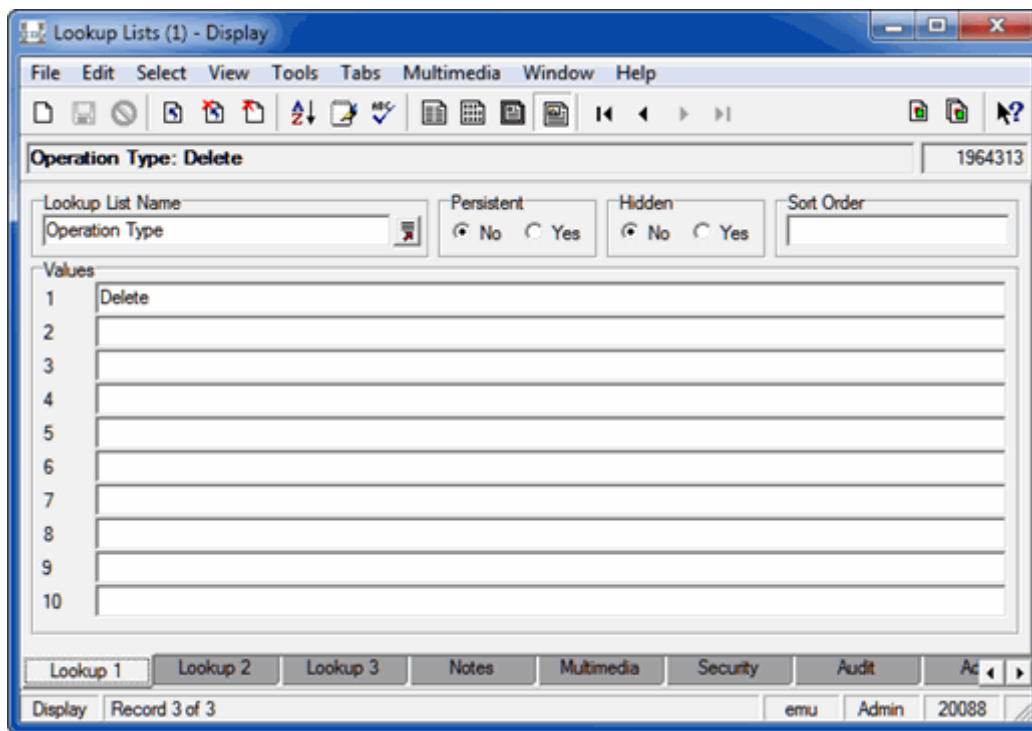 Lookup Lists (1) - Display
File Edit Select View Tools Tabs Multimedia Window Help
Operation Type: Delete 1964313
Lookup List Name Persistent Hidden Sort Order
Operation Type No Yes No Yes
Values
1 Delete
2
3
4
5
6
7
8
9
10
Lookup 1 Lookup 2 Lookup 3 Notes Multimedia Security Audit Ad
Display Record 3 of 3 emu Admin 20088